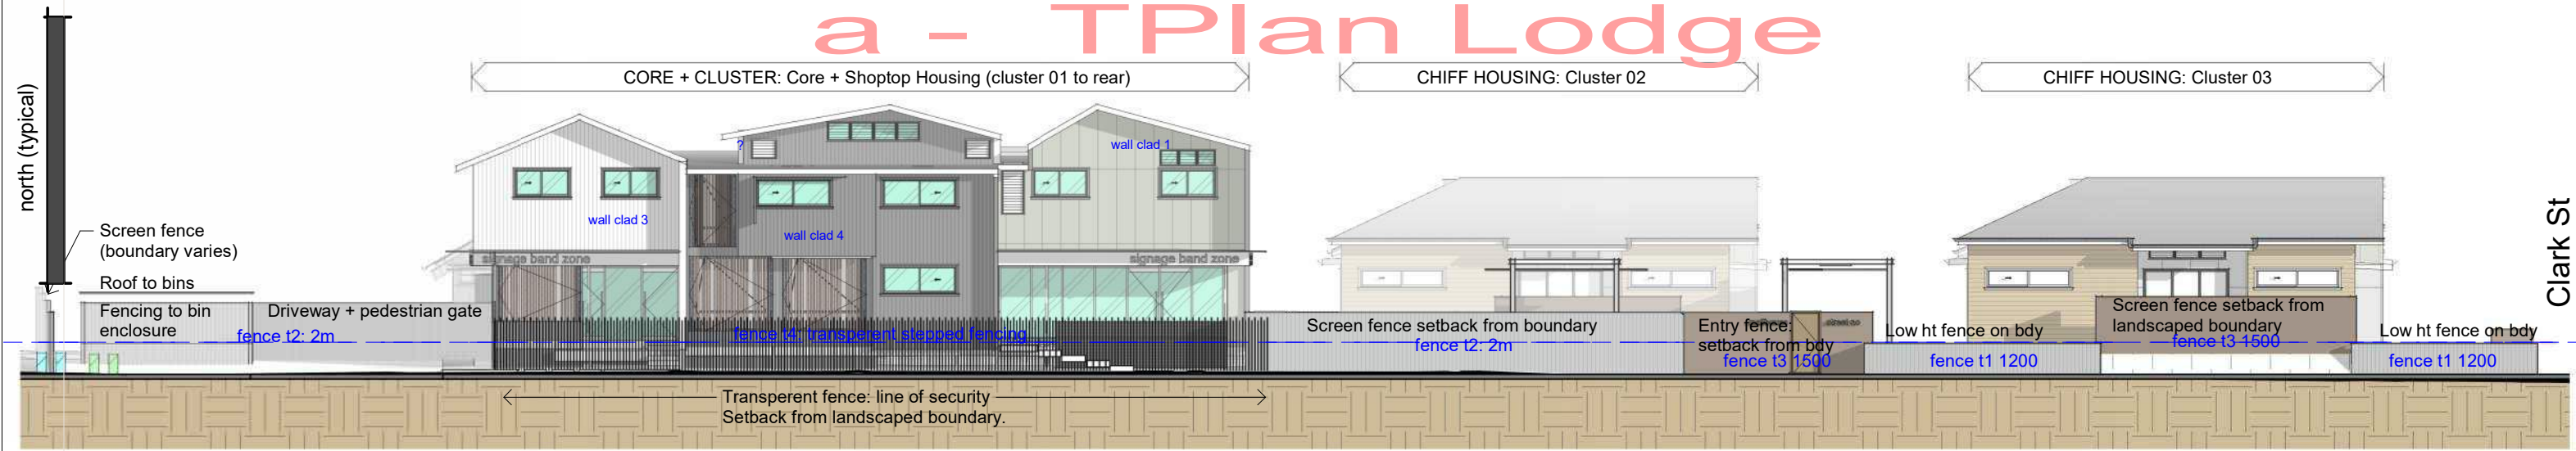 a - TPlan Lodge
CORE + CLUSTER: Core + Shoptop Housing (cluster 01 to rear)
CHIFF HOUSING: Cluster 02
CHIFF HOUSING: Cluster 03
north (typical)
?
wall clad 1
wall clad 3
wall clad 4
Clark St
Screen fence
(boundary varies)
signage band zone
signage band zone
Roof to bins
Fencing to bin
enclosure
Driveway + pedestrian gate
fence t2: 2m
fence t4: transperent stepped fencing
Screen fence setback from boundary
fence t2: 2m
Entry fence:
setback from bdy
fence t3 1500
street no
Low ht fence on bdy
fence t1 1200
Screen fence setback from
landscaped boundary
fence t3 1500
Low ht fence on bdy
fence t1 1200
Transperent fence: line of security
Setback from landscaped boundary.